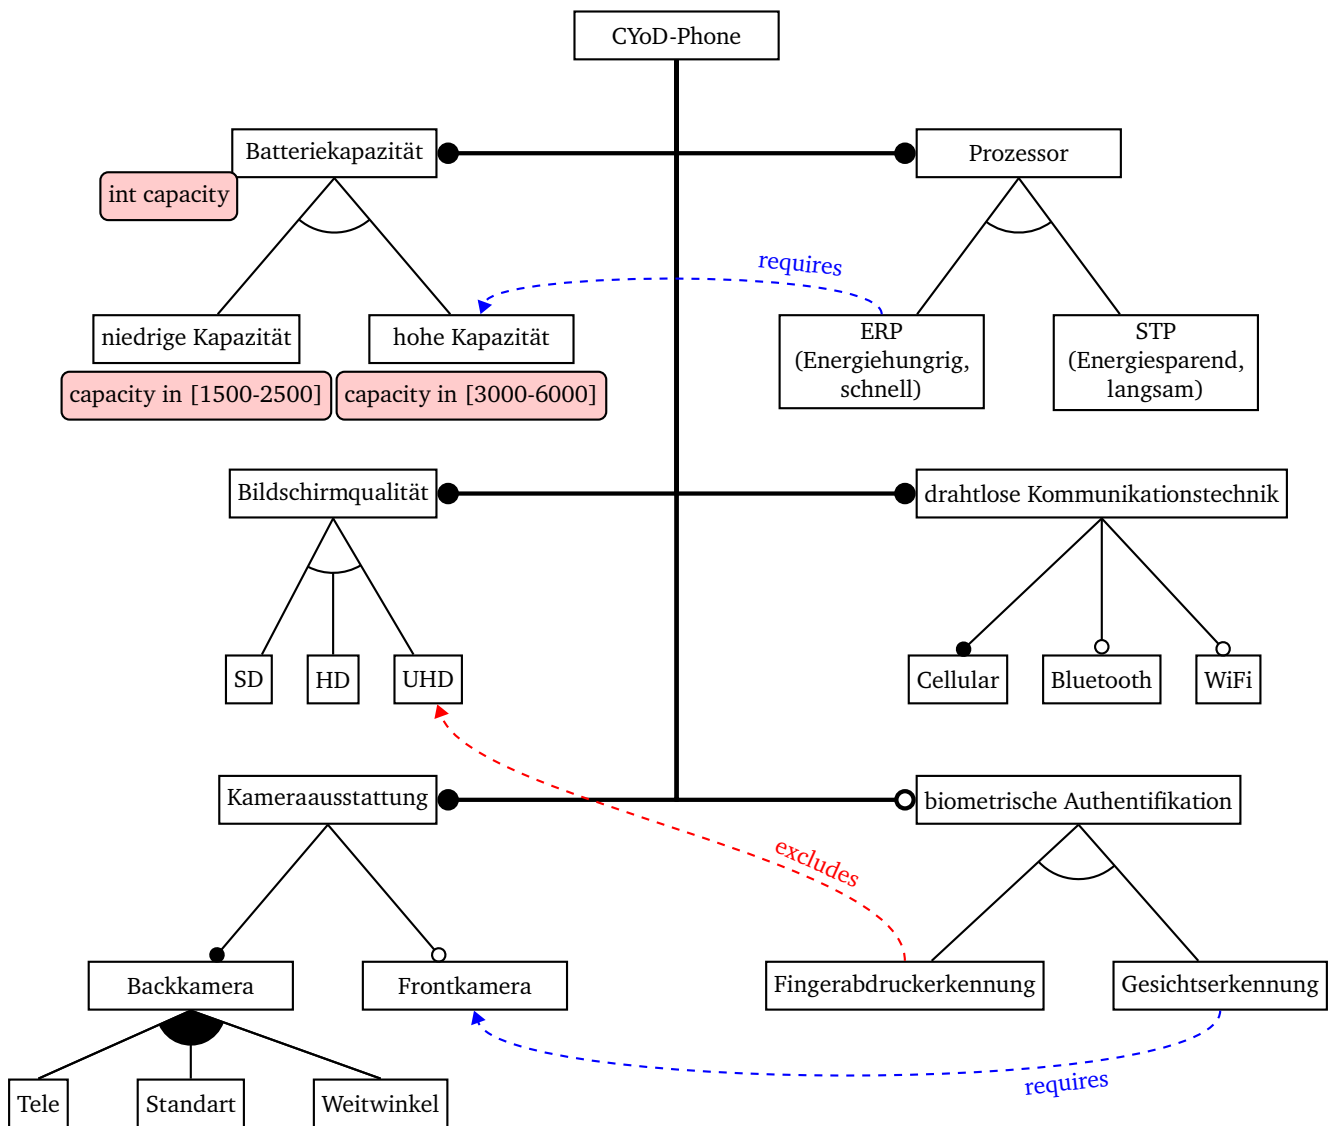 CYoD-Phone
Batteriekapazität
Prozessor
int capacity
requires
niedrige Kapazität
hohe Kapazität
ERP
(Energiehungrig,
schnell)
STP
(Energiesparend,
langsam)
capacity in [1500-2500]
capacity in [3000-6000]
Bildschirmqualität
drahtlose Kommunikationstechnik
SD
HD
UHD
Cellular
Bluetooth
WiFi
Kameraausstattung
biometrische Authentifikation
excludes
Backkamera
Frontkamera
Fingerabdruckerkennung
Gesichtserkennung
requires
Tele
Standart
Weitwinkel